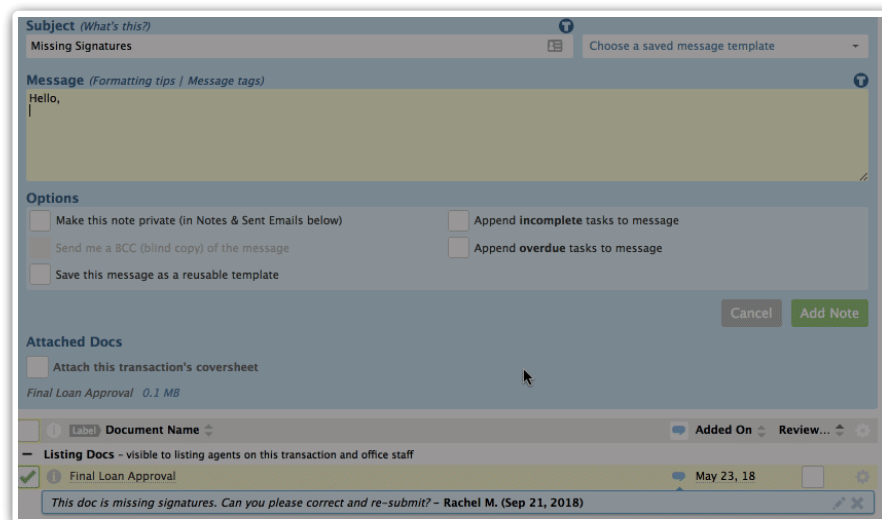 Subject (What's this?)
Missing Signatures
Choose a saved message template
Message (Formatting tips | Message tags)
Hello,
Options
Make this note private (in Notes & Sent Emails below)
Append incomplete tasks to message
Send me a BCC (blind copy) of the message
Append overdue tasks to message
Save this message as a reusable template
Cancel
Add Note
Attached Docs
Attach this transaction's coversheet
Final Loan Approval 0.1 MB
Label Document Name
Added On
Review...
Listing Docs – visible to listing agents on this transaction and office staff
Final Loan Approval
May 23, 18
This doc is missing signatures. Can you please correct and re-submit? – Rachel M. (Sep 21, 2018)